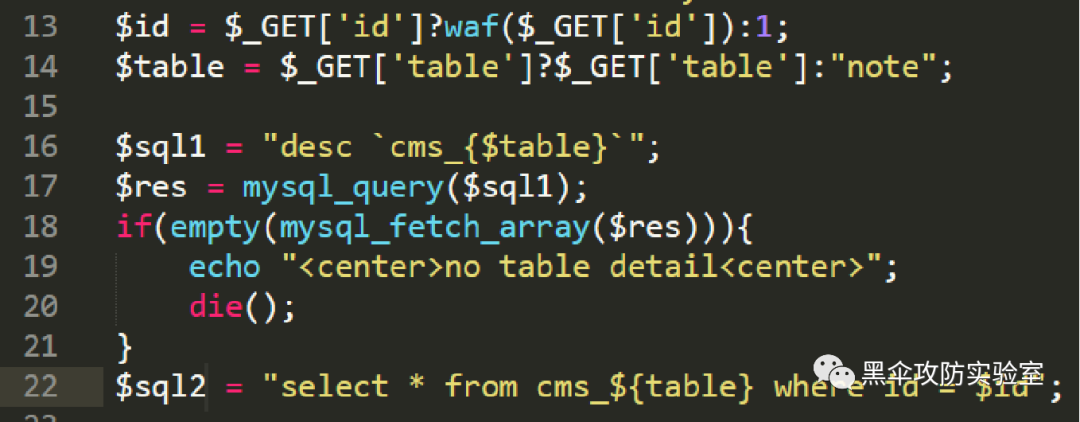 13 $id = $_GET['id']?waf($_GET['id']):1;
14 $table = $_GET['table']?$_GET['table']:"note";
15
16 $sql1 = "desc `cms_{$table}`";
17 $res = mysql_query($sql1);
18 if(empty(mysql_fetch_array($res))){
19 echo "<center>no table detail<center>";
20 die();
21 }
22 $sql2 = "select * from cms_${table} where id = $id";
黑伞攻防实验室